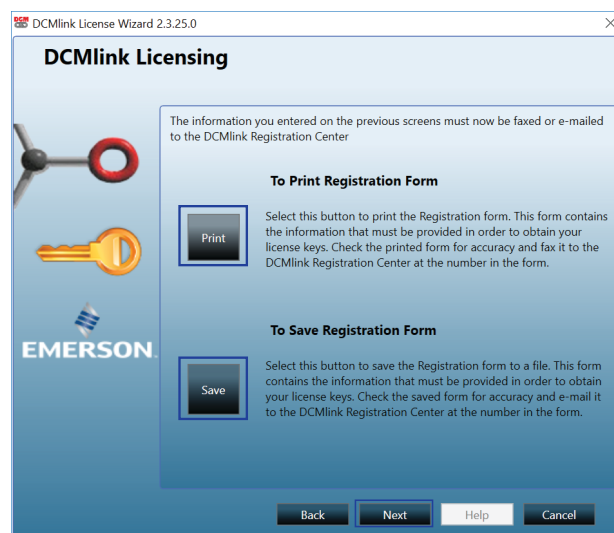 DCM DCMlink License Wizard 2.3.25.0
DCMlink Licensing
The information you entered on the previous screens must now be faxed or e-mailed
to the DCMlink Registration Center
To Print Registration Form
Print
Select this button to print the Registration form. This form contains
the information that must be provided in order to obtain your
license keys. Check the printed form for accuracy and fax it to the
DCMlink Registration Center at the number in the form.
EMERSON.
To Save Registration Form
Save
Select this button to save the Registration form to a file. This form
contains the information that must be provided in order to obtain
your license keys. Check the saved form for accuracy and e-mail it
to the DCMlink Registration Center at the number in the form.
Back Next Help Cancel